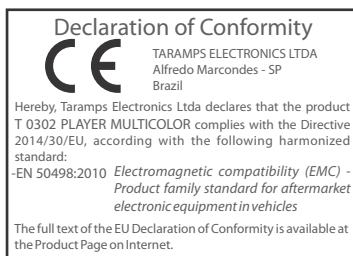 Declaration of Conformity
CE
TARAMPS ELECTRONICS LTDA
Alfredo Marcondes - SP
Brazil
Hereby, Taramps Electronics Ltda declares that the product
T 0302 PLAYER MULTICOLOR complies with the Directive
2014/30/EU, according with the following harmonized
standard:
-EN 50498:2010 Electromagnetic compatibility (EMC) -
Product family standard for aftermarket
electronic equipment in vehicles
The full text of the EU Declaration of Conformity is available at
the Product Page on Internet.